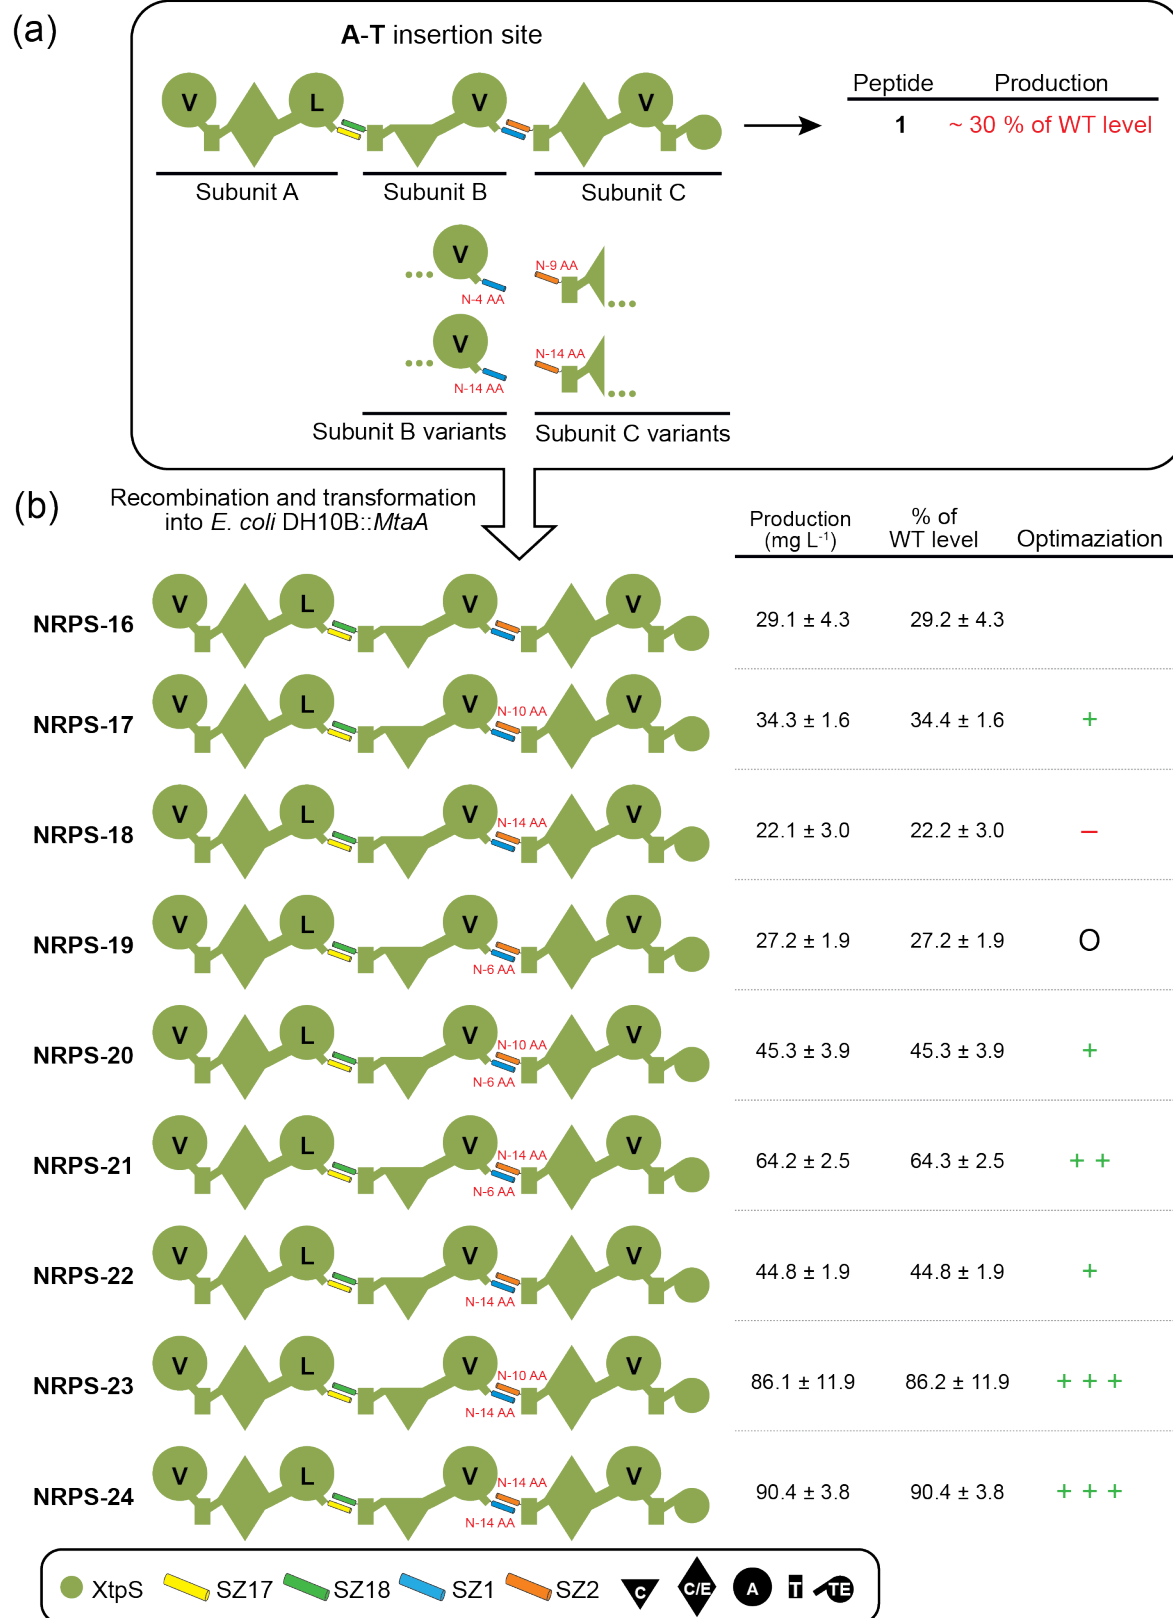 (a)
A-T insertion site
V L V V
Peptide Production
1 ~ 30 % of WT level
Subunit A Subunit B Subunit C
V N-9 AA
N-4 AA
V N-14 AA
N-14 AA
Subunit B variants Subunit C variants
(b)
Recombination and transformation
into E. coli DH10B::MtaA
Production
(mg L-1)
% of
WT level
Optimaziation
NRPS-16 V L V V 29.1 ± 4.3 29.2 ± 4.3
NRPS-17 V L V N-10 AA V 34.3 ± 1.6 34.4 ± 1.6 +
NRPS-18 V L V N-14 AA V 22.1 ± 3.0 22.2 ± 3.0 –
NRPS-19 V L V N-6 AA V 27.2 ± 1.9 27.2 ± 1.9 O
NRPS-20 V L V N-10 AA N-6 AA V 45.3 ± 3.9 45.3 ± 3.9 +
NRPS-21 V L V N-14 AA N-6 AA V 64.2 ± 2.5 64.3 ± 2.5 + +
NRPS-22 V L V N-14 AA V 44.8 ± 1.9 44.8 ± 1.9 +
NRPS-23 V L V N-10 AA N-14 AA V 86.1 ± 11.9 86.2 ± 11.9 + + +
NRPS-24 V L V N-14 AA N-14 AA V 90.4 ± 3.8 90.4 ± 3.8 + + +
XtpS SZ17 SZ18 SZ1 SZ2 C C/E A T TE